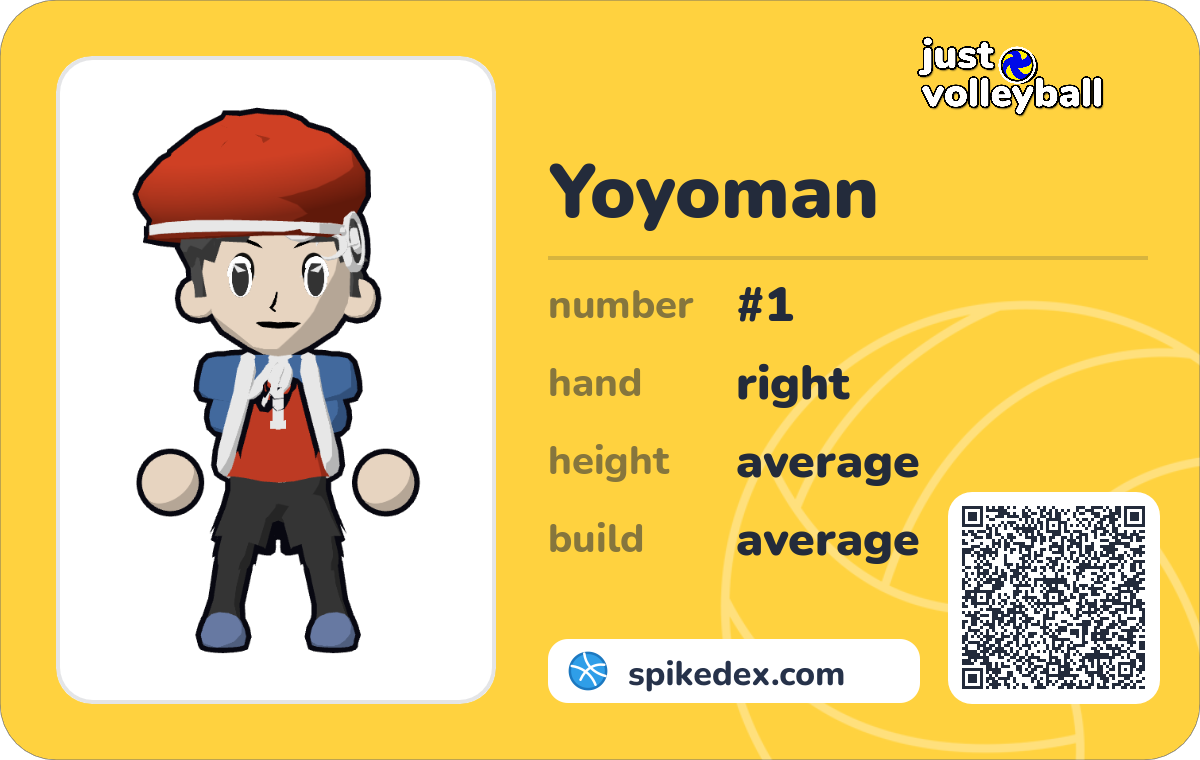 just
volleyball
Yoyoman
number #1
hand right
height average
build average
spikedex.com